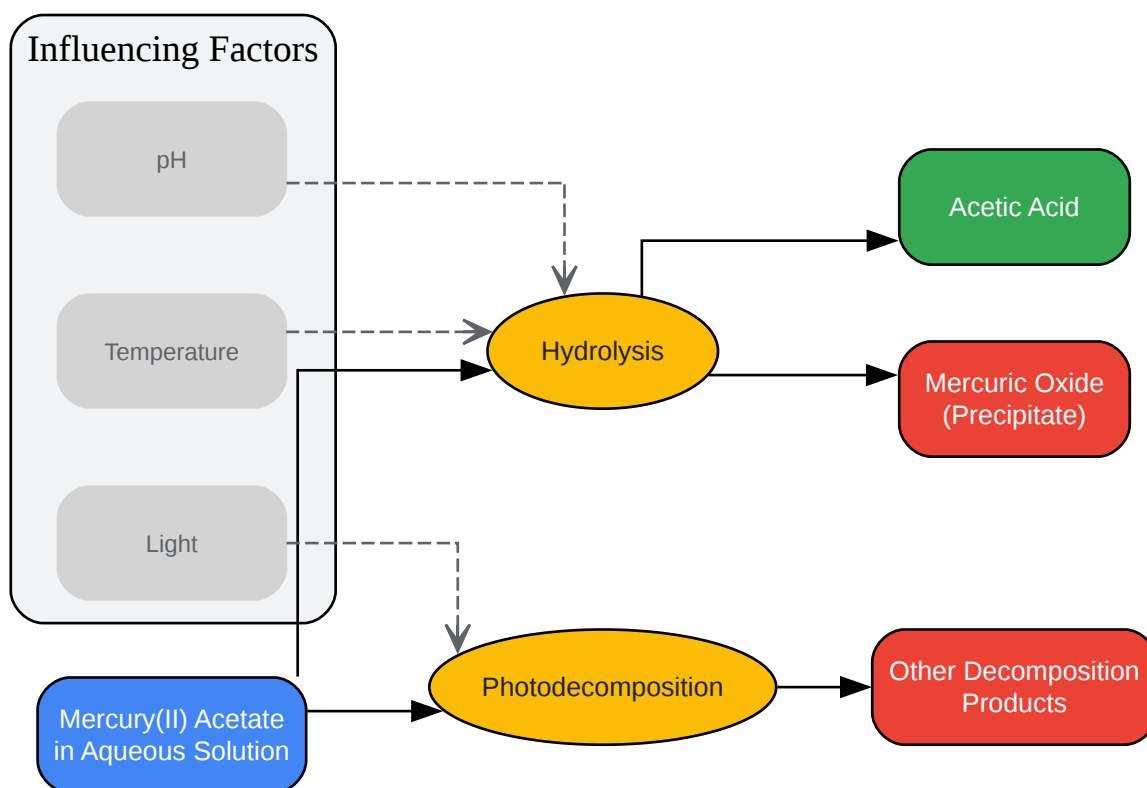 Influencing Factors
pH
Temperature
Light
Mercury(II) Acetate
in Aqueous Solution
Hydrolysis
Photodecomposition
Acetic Acid
Mercuric Oxide
(Precipitate)
Other Decomposition
Products